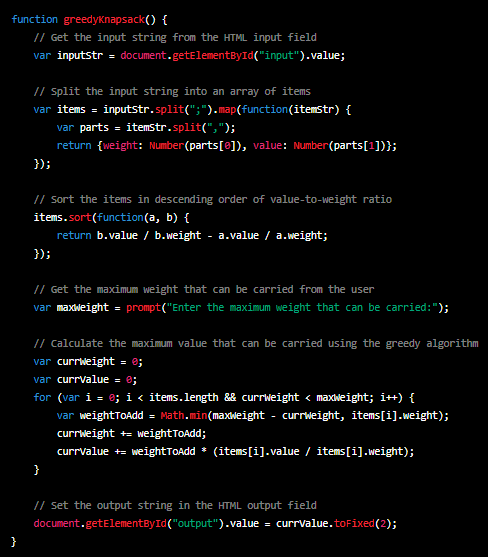 function greedyKnapsack() {
    // Get the input string from the HTML input field
    var inputStr = document.getElementById("input").value;

    // Split the input string into an array of items
    var items = inputStr.split(";").map(function(itemStr) {
        var parts = itemStr.split(",");
        return {weight: Number(parts[0]), value: Number(parts[1])};
    });

    // Sort the items in descending order of value-to-weight ratio
    items.sort(function(a, b) {
        return b.value / b.weight - a.value / a.weight;
    });

    // Get the maximum weight that can be carried from the user
    var maxWeight = prompt("Enter the maximum weight that can be carried:");

    // Calculate the maximum value that can be carried using the greedy algorithm
    var currWeight = 0;
    var currValue = 0;
    for (var i = 0; i < items.length && currWeight < maxWeight; i++) {
        var weightToAdd = Math.min(maxWeight - currWeight, items[i].weight);
        currWeight += weightToAdd;
        currValue += weightToAdd * (items[i].value / items[i].weight);
    }

    // Set the output string in the HTML output field
    document.getElementById("output").value = currValue.toFixed(2);
}